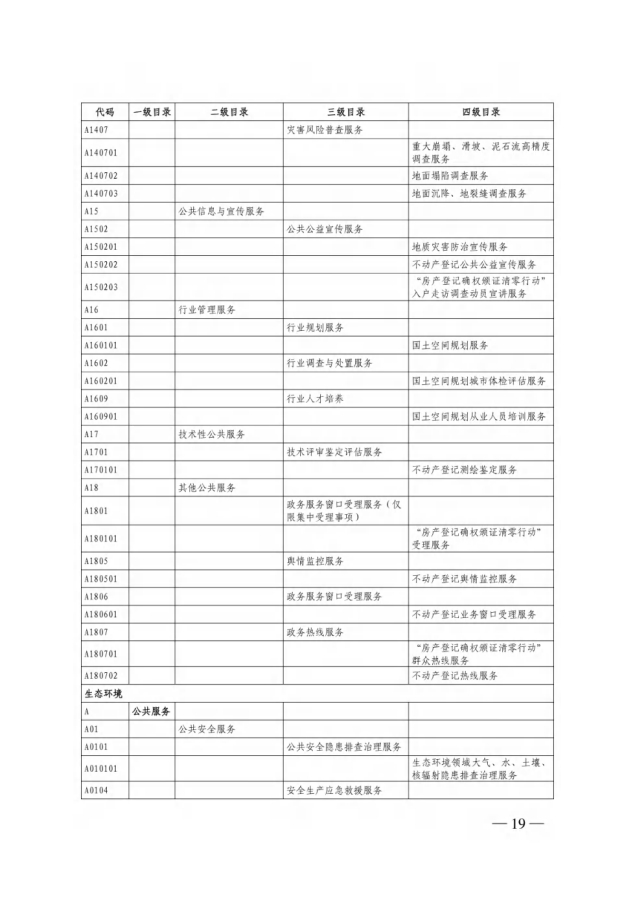 代码 一级目录 二级目录 三级目录 四级目录
A1407 灾害风险普查服务
A140701 重大崩塌、滑坡、泥石流高精度
调查服务
A140702 地面塌陷调查服务
A140703 地面沉降、地裂缝调查服务
A15 公共信息与宣传服务
A1502 公共公益宣传服务
A150201 地质灾害防治宣传服务
A150202 不动产登记公共公益宣传服务
A150203 “房产登记确权颁证清零行动”
入户走访调查动员宣讲服务
A16 行业管理服务
A1601 行业规划服务
A160101 国土空间规划服务
A1602 行业调查与处置服务
A160201 国土空间规划城市体检评估服务
A1609 行业人才培养
A160901 国土空间规划从业人员培训服务
A17 技术性公共服务
A1701 技术评审鉴定评估服务
A170101 不动产登记测绘鉴定服务
A18 其他公共服务
A1801 政务服务窗口受理服务（仅
限集中受理事项）
A180101 “房产登记确权颁证清零行动”
受理服务
A1805 舆情监控服务
A180501 不动产登记舆情监控服务
A1806 政务服务窗口受理服务
A180601 不动产登记业务窗口受理服务
A1807 政务热线服务
A180701 “房产登记确权颁证清零行动”
群众热线服务
A180702 不动产登记热线服务
生态环境
A 公共服务
A01 公共安全服务
A0101 公共安全隐患排查治理服务
A010101 生态环境领域大气、水、土壤、
核辐射隐患排查治理服务
A0104 安全生产应急救援服务
— 19 —